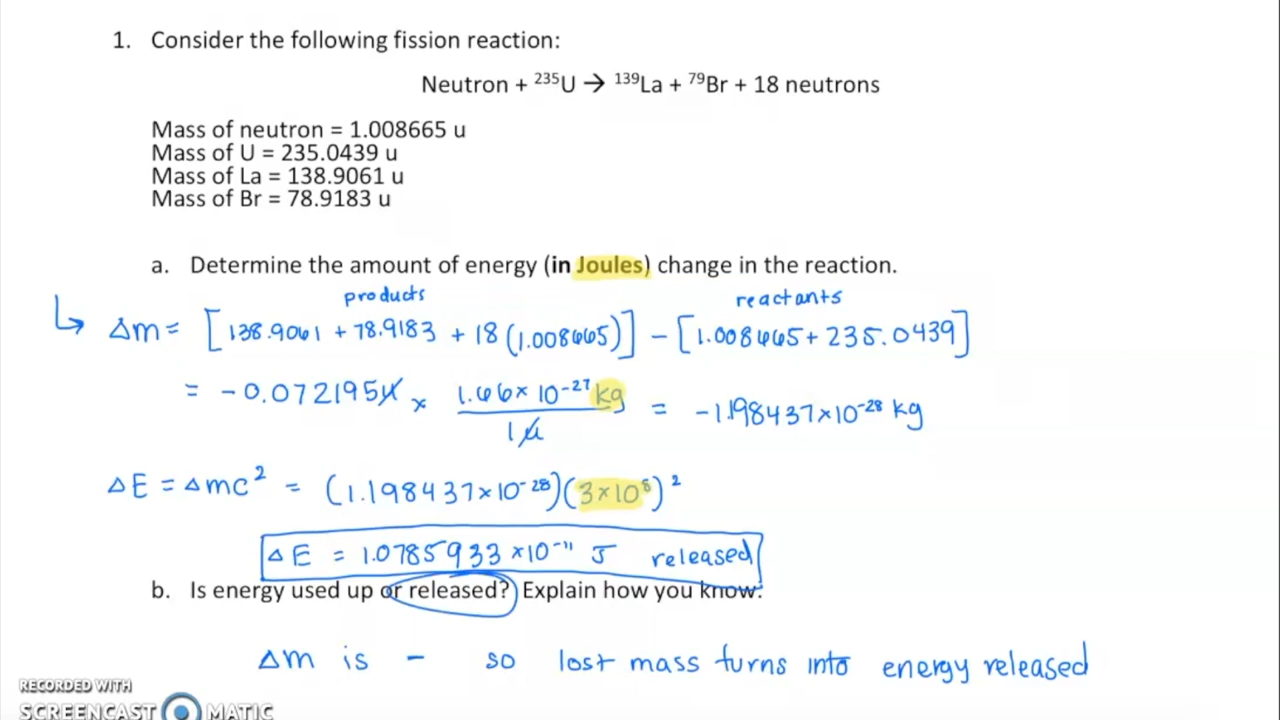 1. Consider the following fission reaction:
Neutron + ²³⁵U → ¹³⁹La + ⁷⁹Br + 18 neutrons
Mass of neutron = 1.008665 u
Mass of U = 235.0439 u
Mass of La = 138.9061 u
Mass of Br = 78.9183 u
a. Determine the amount of energy (in Joules) change in the reaction.
products reactants
↳ Δm = [138.9061 + 78.9183 + 18 (1.008665)] − [1.008665 + 235.0439]
= -0.072195u × 1.66×10⁻²⁷ kg / 1u = -1.198437×10⁻²⁸ kg
ΔE = Δmc² = (1.198437×10⁻²⁸)(3×10⁸)²
ΔE = 1.0785933×10⁻¹¹ J released
b. Is energy used up or released? Explain how you know.
Δm is − so lost mass turns into energy released
RECORDED WITH
SCREENCAST MATIC